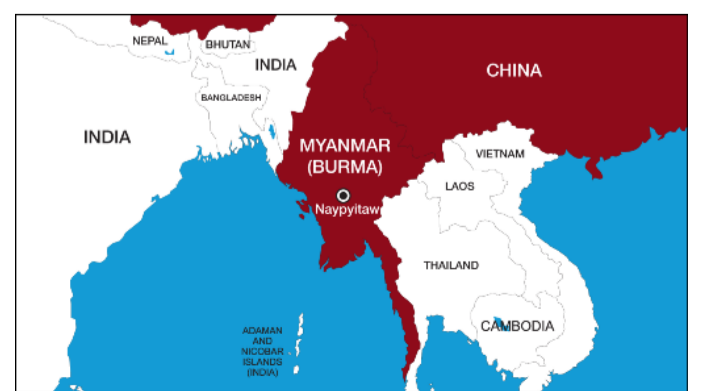 NEPAL
BHUTAN
INDIA
CHINA
BANGLADESH
INDIA
MYANMAR
(BURMA)
VIETNAM
LAOS
Naypyitaw
THAILAND
CAMBODIA
ADAMAN
AND
NICOBAR
ISLANDS
(INDIA)